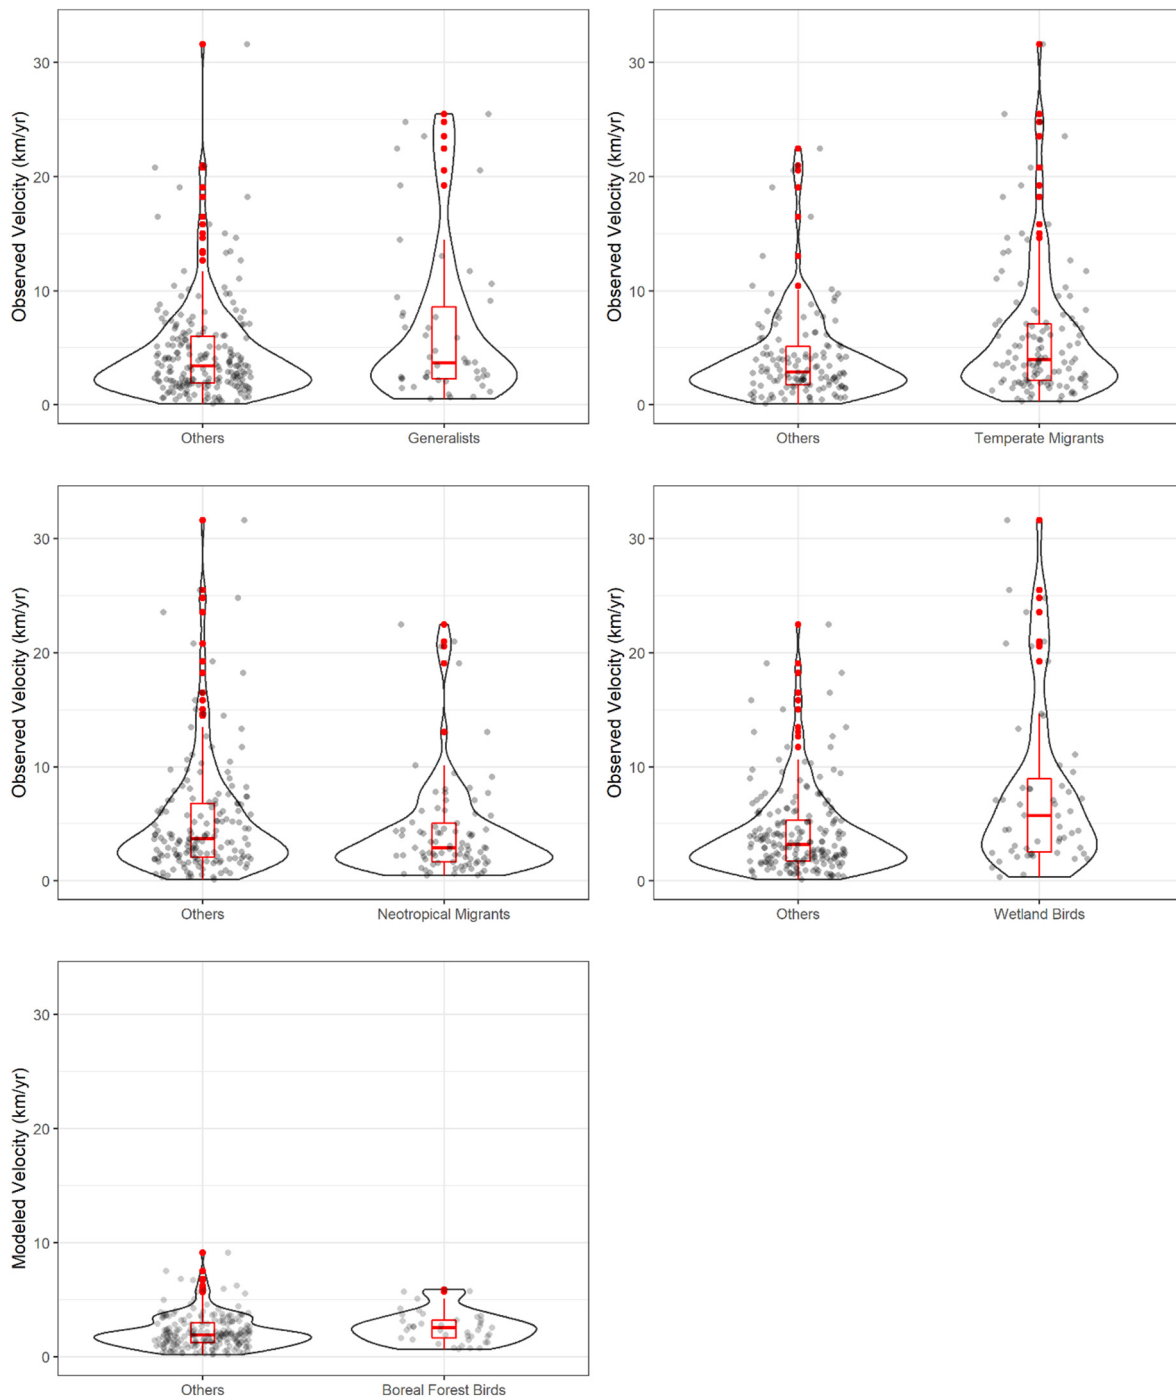 Observed Velocity (km/yr)
30
20
10
0
Others Generalists
Observed Velocity (km/yr)
30
20
10
0
Others Temperate Migrants
Observed Velocity (km/yr)
30
20
10
0
Others Neotropical Migrants
Observed Velocity (km/yr)
30
20
10
0
Others Wetland Birds
Modeled Velocity (km/yr)
30
20
10
0
Others Boreal Forest Birds